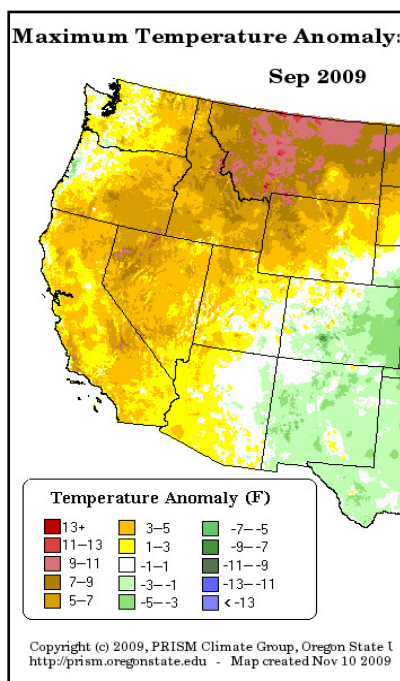 Maximum Temperature Anomaly:
Sep 2009
Temperature Anomaly (F)
13+ 3-5 -7--5
11-13 1-3 -9--7
9-11 -1-1 -11-9
7-9 -3-1 -13-11
5-7 -5-3 <-13
Copyright (c) 2009, PRISM Climate Group, Oregon State U
http://prism.oregonstate.edu - Map created Nov 10 2009